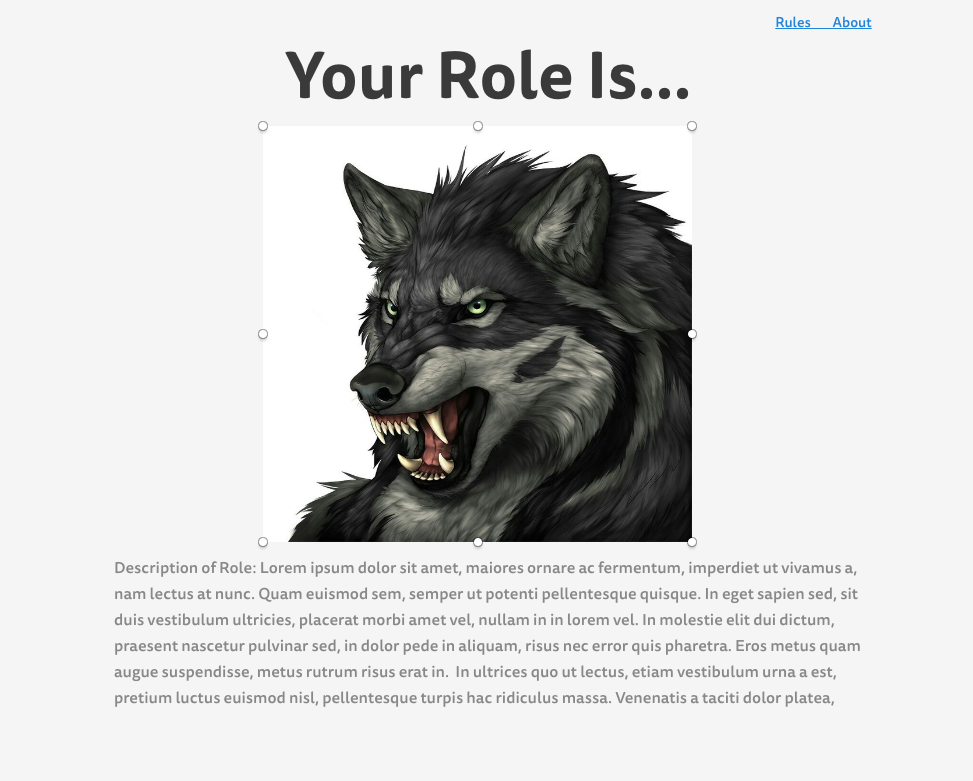 Rules About
Your Role Is...
Description of Role: Lorem ipsum dolor sit amet, maiores ornare ac fermentum, imperdiet ut vivamus a,
nam lectus at nunc. Quam euismod sem, semper ut potenti pellentesque quisque. In eget sapien sed, sit
duis vestibulum ultricies, placerat morbi amet vel, nullam in in lorem vel. In molestie elit dui dictum,
praesent nascetur pulvinar sed, in dolor pede in aliquam, risus nec error quis pharetra. Eros metus quam
augue suspendisse, metus rutrum risus erat in.  In ultrices quo ut lectus, etiam vestibulum urna a est,
pretium luctus euismod nisl, pellentesque turpis hac ridiculus massa. Venenatis a taciti dolor platea,